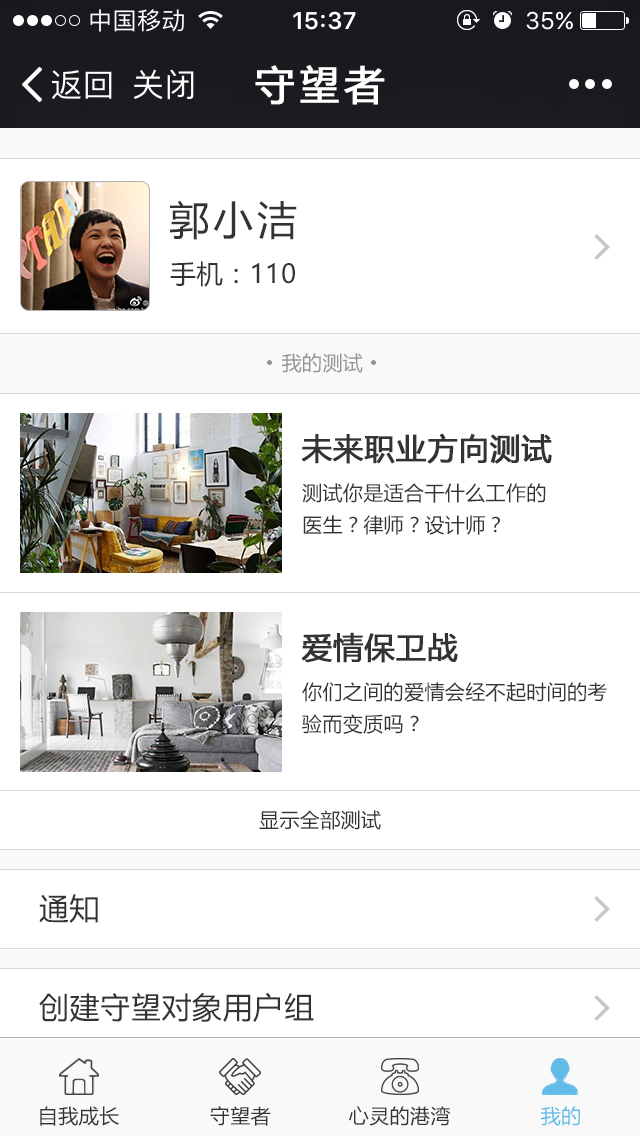 中国移动 15:37 35%
返回 关闭 守望者
郭小洁
手机：110
• 我的测试 •
未来职业方向测试
测试你是适合干什么工作的
医生？律师？设计师？
爱情保卫战
你们之间的爱情会经不起时间的考
验而变质吗？
显示全部测试
通知
创建守望对象用户组
自我成长 守望者 心灵的港湾 我的